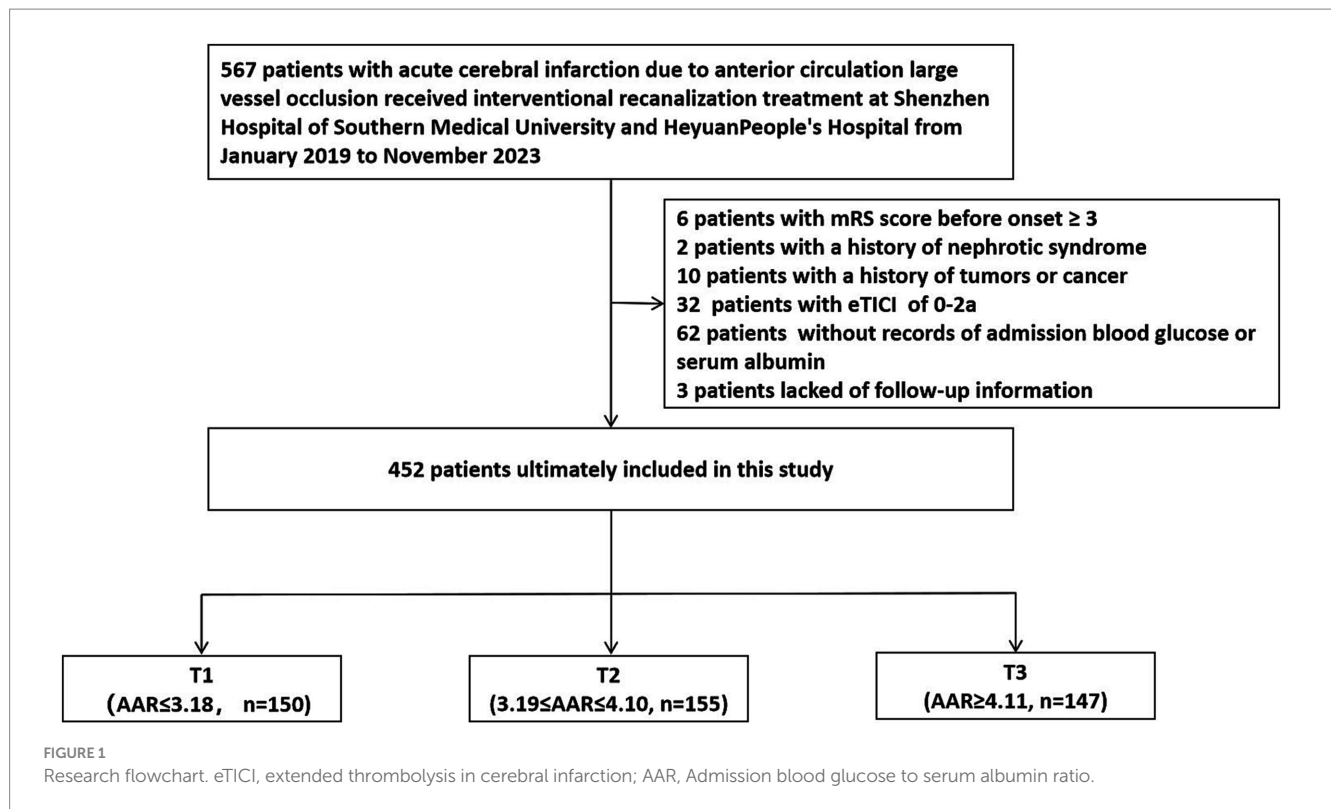 567 patients with acute cerebral infarction due to anterior circulation large
vessel occlusion received interventional recanalization treatment at Shenzhen
Hospital of Southern Medical University and HeyuanPeople's Hospital from
January 2019 to November 2023
6 patients with mRS score before onset ≥ 3
2 patients with a history of nephrotic syndrome
10 patients with a history of tumors or cancer
32 patients with eTICI of 0-2a
62 patients without records of admission blood glucose or
serum albumin
3 patients lacked of follow-up information
452 patients ultimately included in this study
T1
(AAR≤3.18, n=150)
T2
(3.19≤AAR≤4.10, n=155)
T3
(AAR≥4.11, n=147)
FIGURE 1
Research flowchart. eTICI, extended thrombolysis in cerebral infarction; AAR, Admission blood glucose to serum albumin ratio.